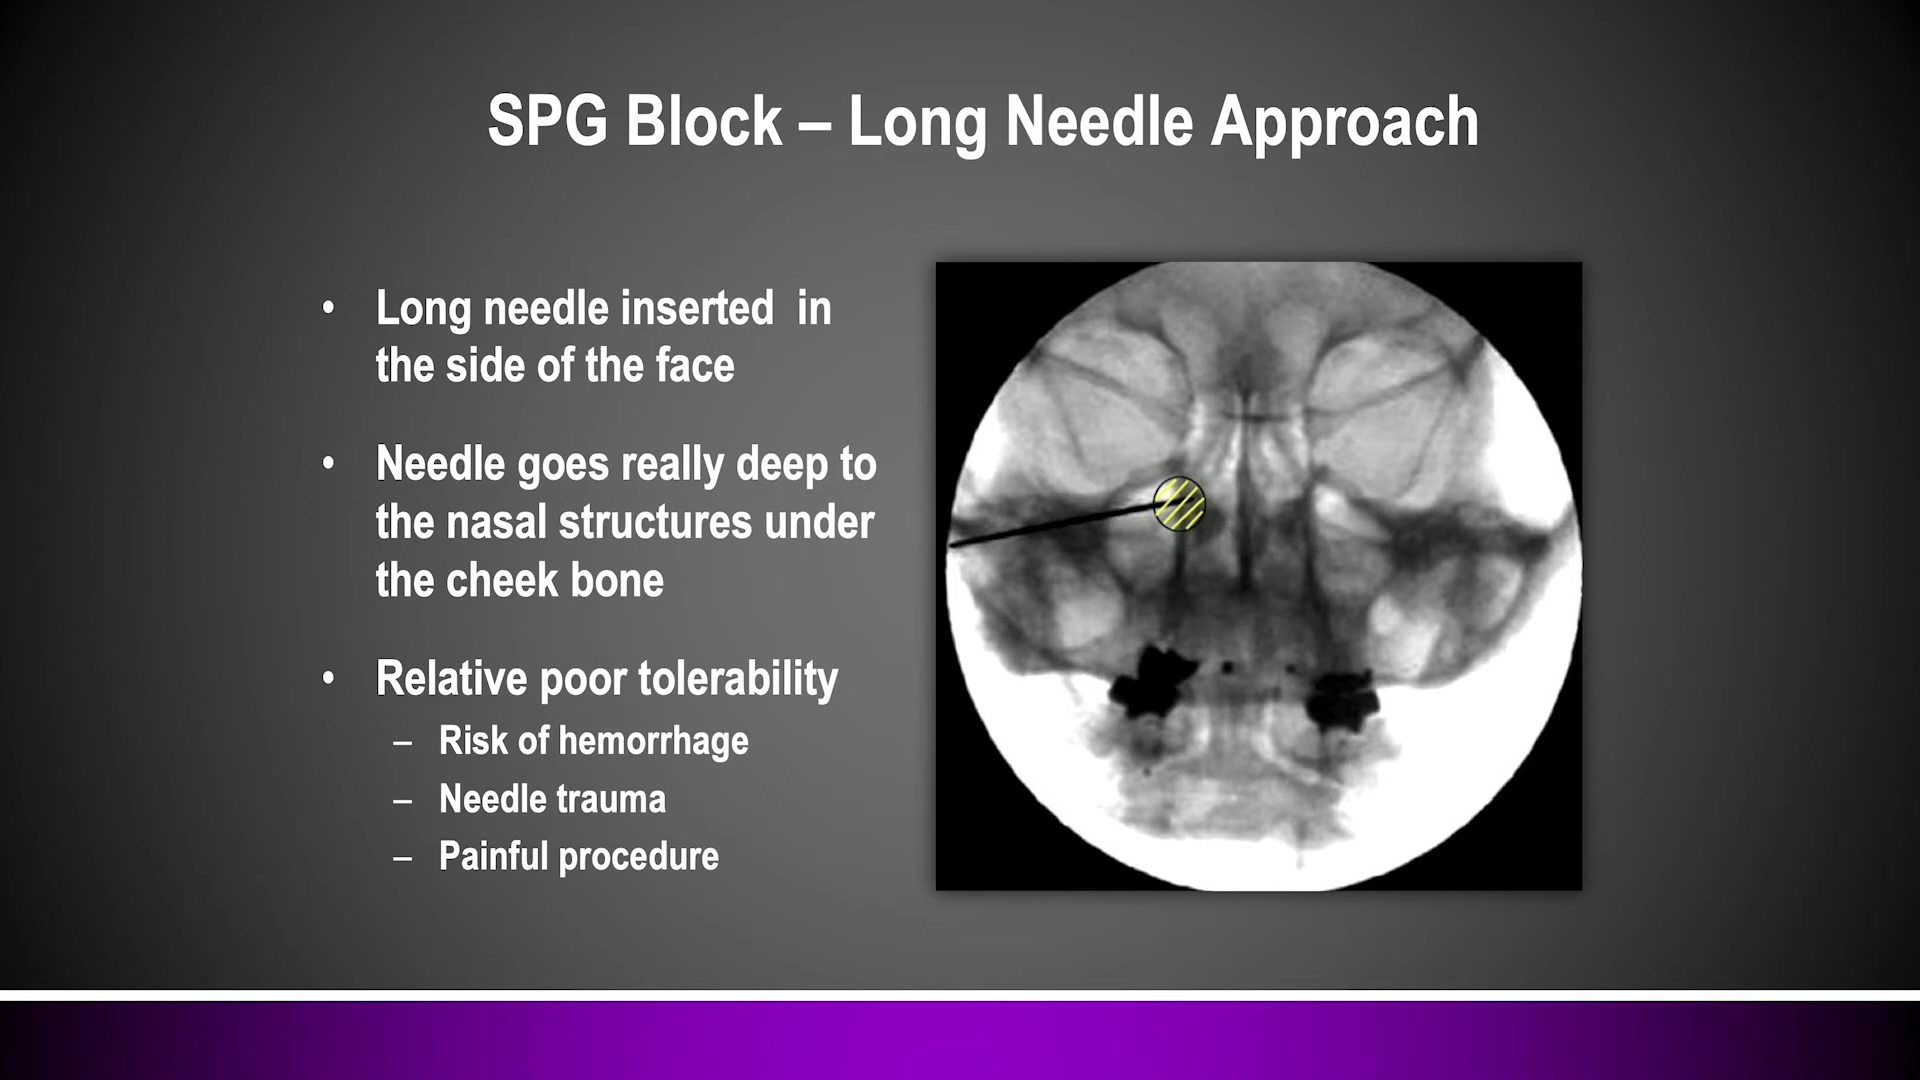 SPG Block – Long Needle Approach
• Long needle inserted  in
the side of the face
• Needle goes really deep to
the nasal structures under
the cheek bone
• Relative poor tolerability
– Risk of hemorrhage
– Needle trauma
– Painful procedure